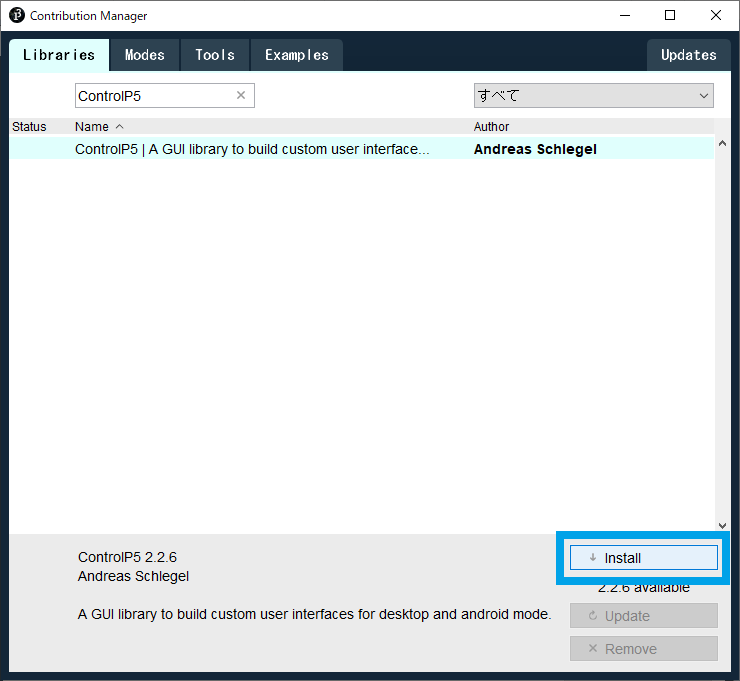 Contribution Manager
Libraries Modes Tools Examples Updates
ControlP5 すべて
Status Name Author
ControlP5 | A GUI library to build custom user interface... Andreas Schlegel
ControlP5 2.2.6
Andreas Schlegel
A GUI library to build custom user interfaces for desktop and android mode.
Install
2.2.6 available
Update
Remove